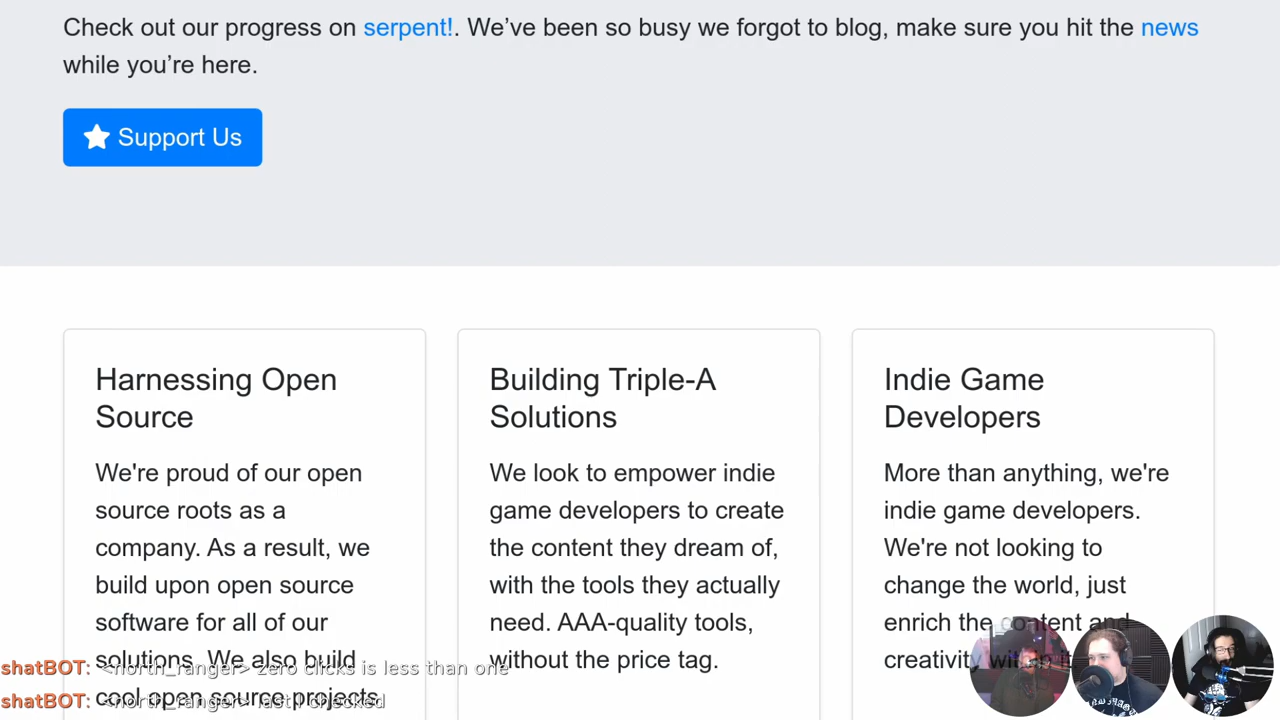 Check out our progress on serpent!. We’ve been so busy we forgot to blog, make sure you hit the news
while you’re here.
Support Us
Harnessing Open
Source
We're proud of our open
source roots as a
company. As a result, we
build upon open source
software for all of our
solutions. We also build
cool open source projects
Building Triple-A
Solutions
We look to empower indie
game developers to create
the content they dream of,
with the tools they actually
need. AAA-quality tools,
without the price tag.
Indie Game
Developers
More than anything, we're
indie game developers.
We're not looking to
change the world, just
enrich the content and
creativity
shatBOT: <north_ranger> zero clicks is less than one
shatBOT: <north_ranger> last i checked